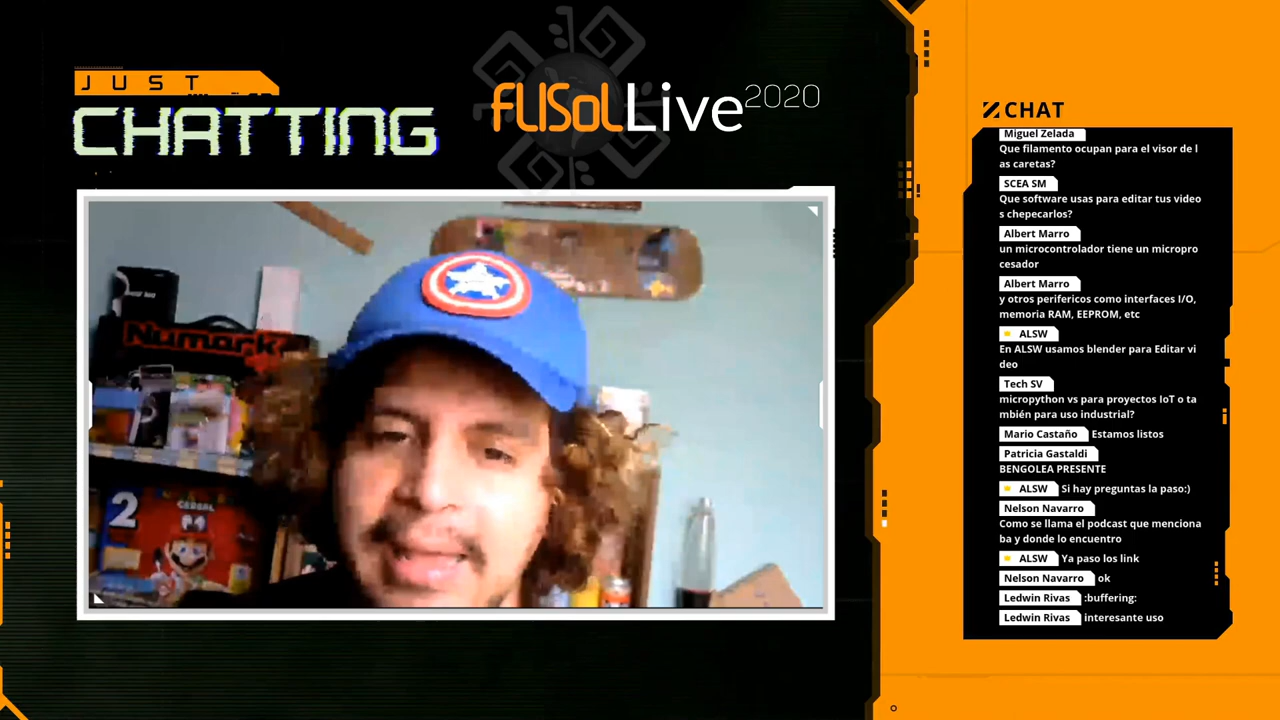 JUST
CHATTING
FLISoLLive2020
Numark
2
CEREAL
CHAT
Miguel Zelada
Que filamento ocupan para el visor de l
as caretas?
SCEA SM
Que software usas para editar tus video
s chepecarlos?
Albert Marro
un microcontrolador tiene un micropro
cesador
Albert Marro
y otros perifericos como interfaces I/O,
memoria RAM, EEPROM, etc
ALSW
En ALSW usamos blender para Editar vi
deo
Tech SV
micropython vs para proyectos IoT o ta
mbién para uso industrial?
Mario Castaño Estamos listos
Patricia Gastaldi
BENGOLEA PRESENTE
ALSW Si hay preguntas la paso:)
Nelson Navarro
Como se llama el podcast que menciona
ba y donde lo encuentro
ALSW Ya paso los link
Nelson Navarro ok
Ledwin Rivas :buffering:
Ledwin Rivas interesante uso